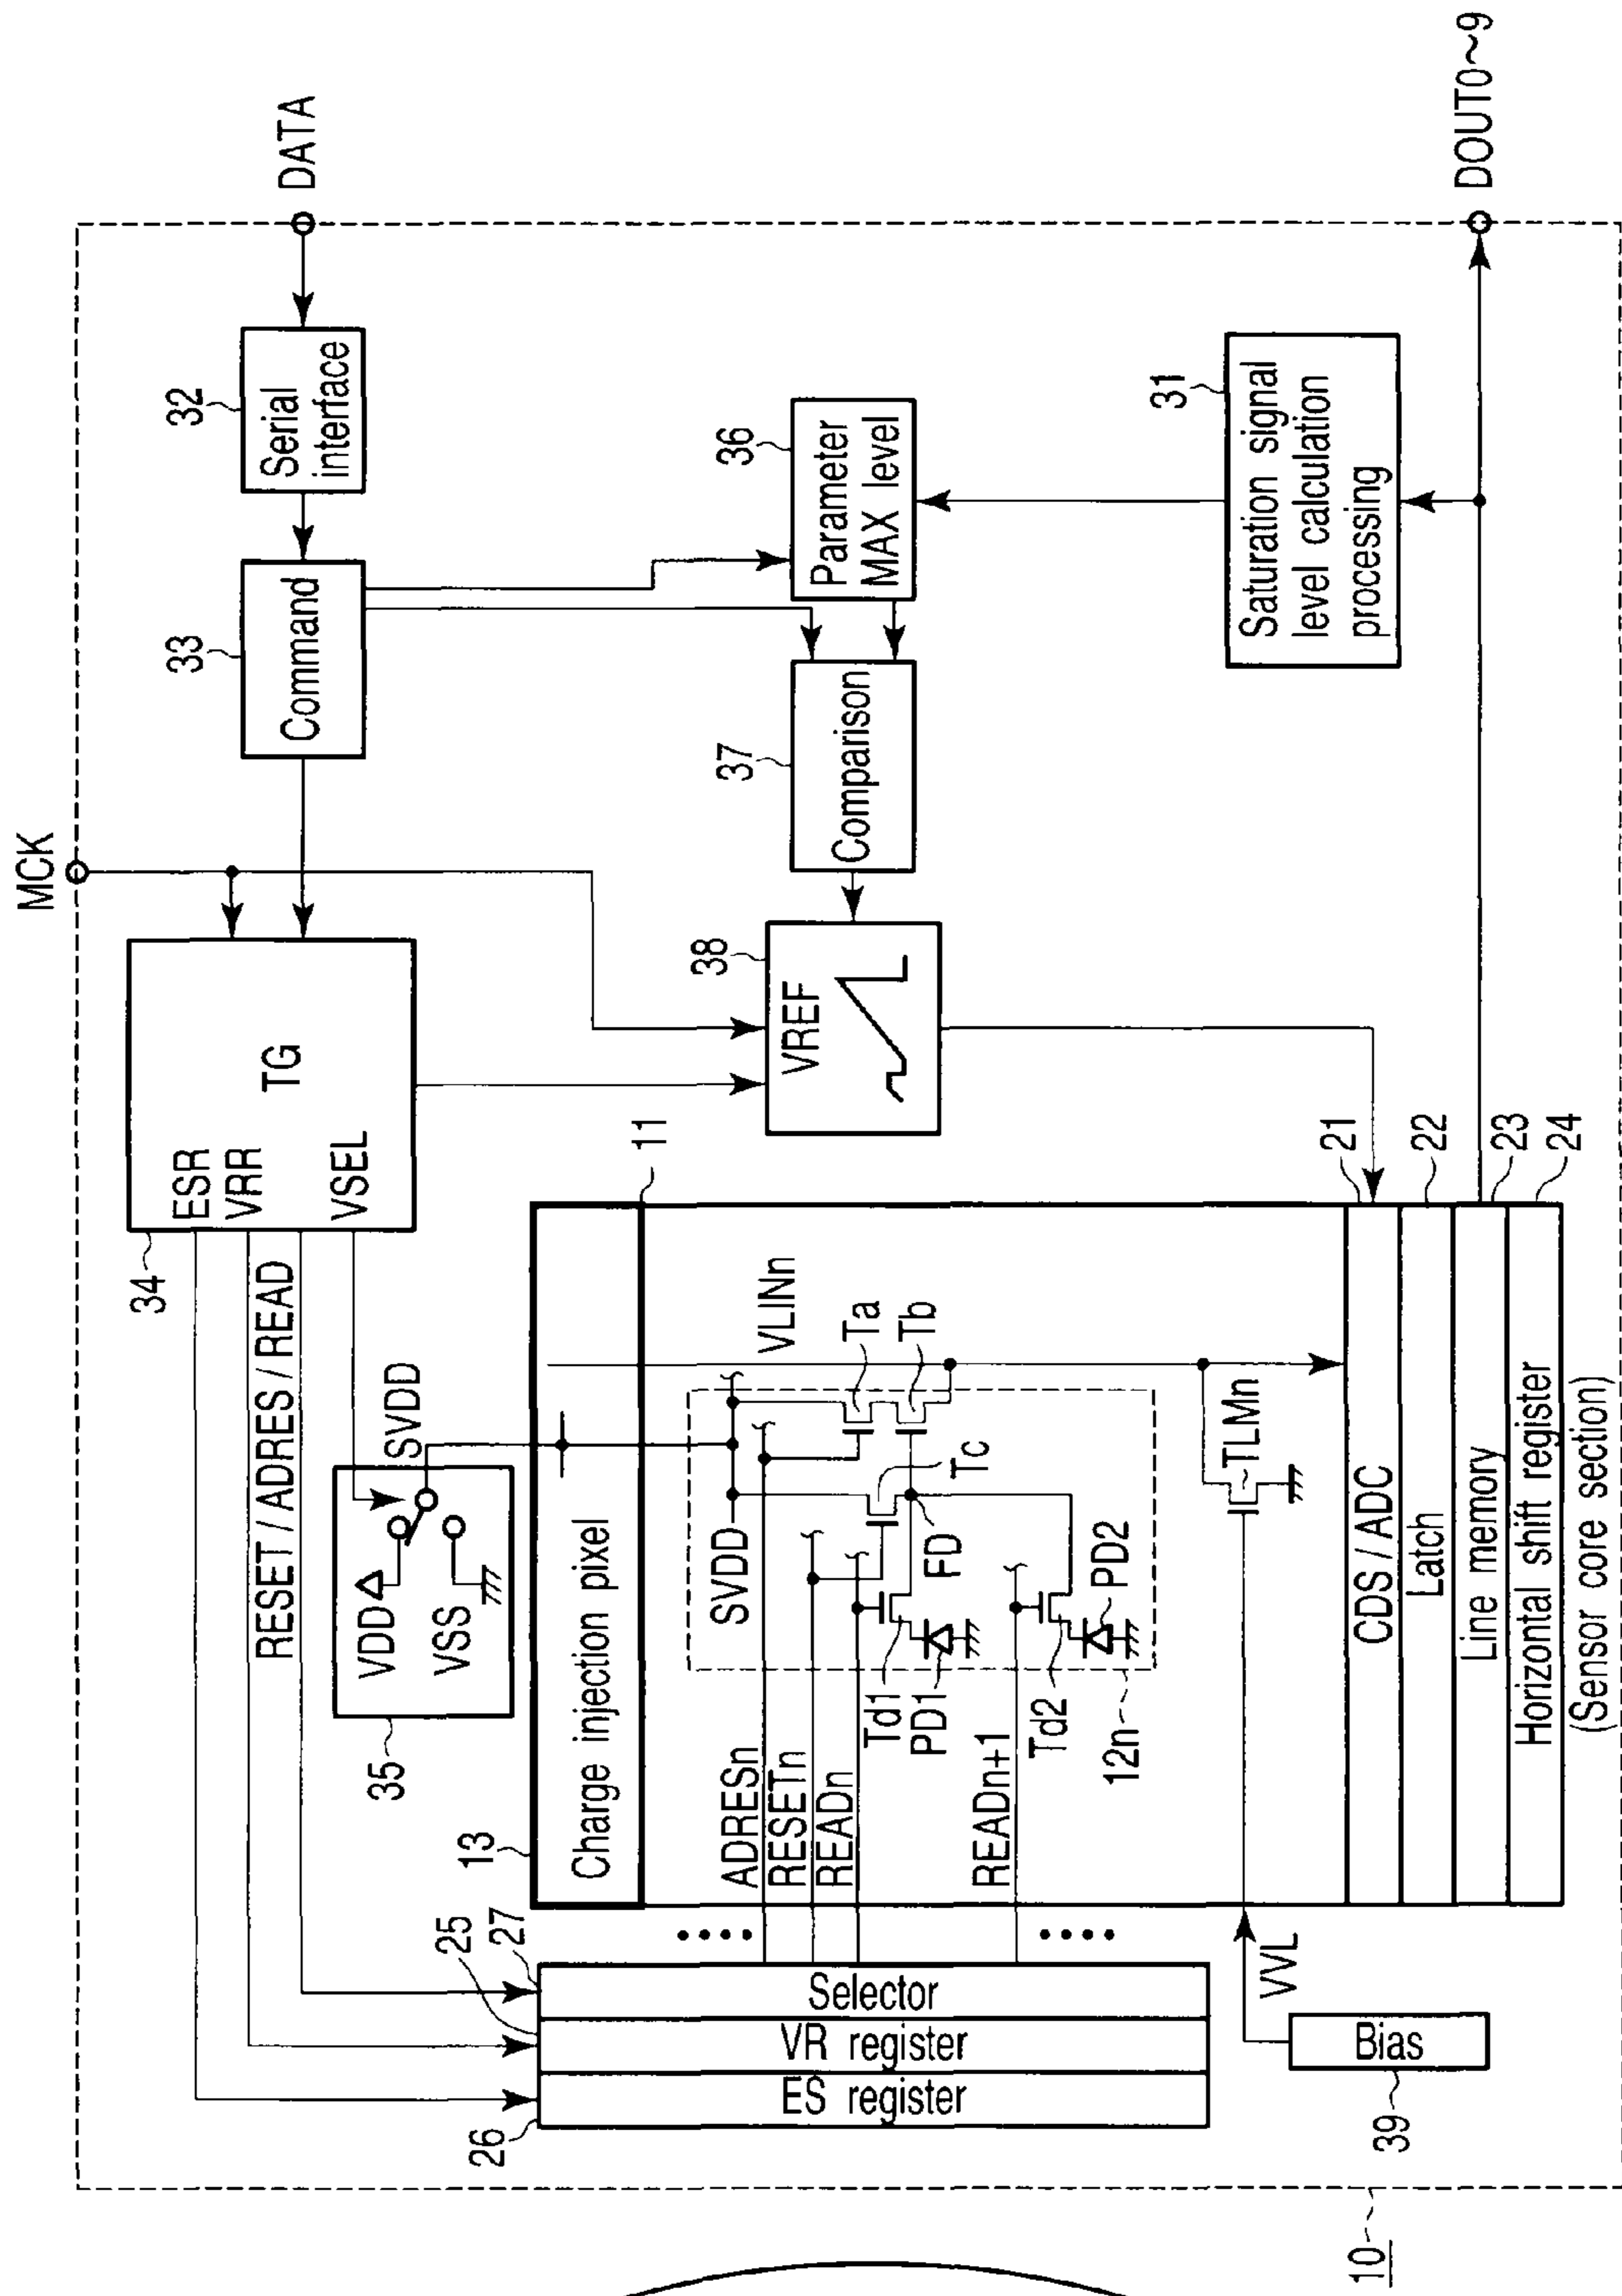 MCK
DATA
32
Serial
interface
33
Command
34
ESR
VRR
TG
VSEL
RESET / ADRES / READ
35
VDD
VSS
SVDD
36
Parameter
MAX level
37
Comparison
38
VREF
31
Saturation signal
level calculation
processing
DOUT0~9
13
Charge injection pixel
11
26
25
27
ES register
VR register
Selector
ADRESn
RESETn
READn
READn+1
SVDD
VLINn
Ta
Tb
Tc
FD
Td1
PD1
Td2
PD2
12n
TLMn
VVL
Bias
39
CDS / ADC
21
Latch
22
Line memory
23
Horizontal shift register
24
(Sensor core section)
10